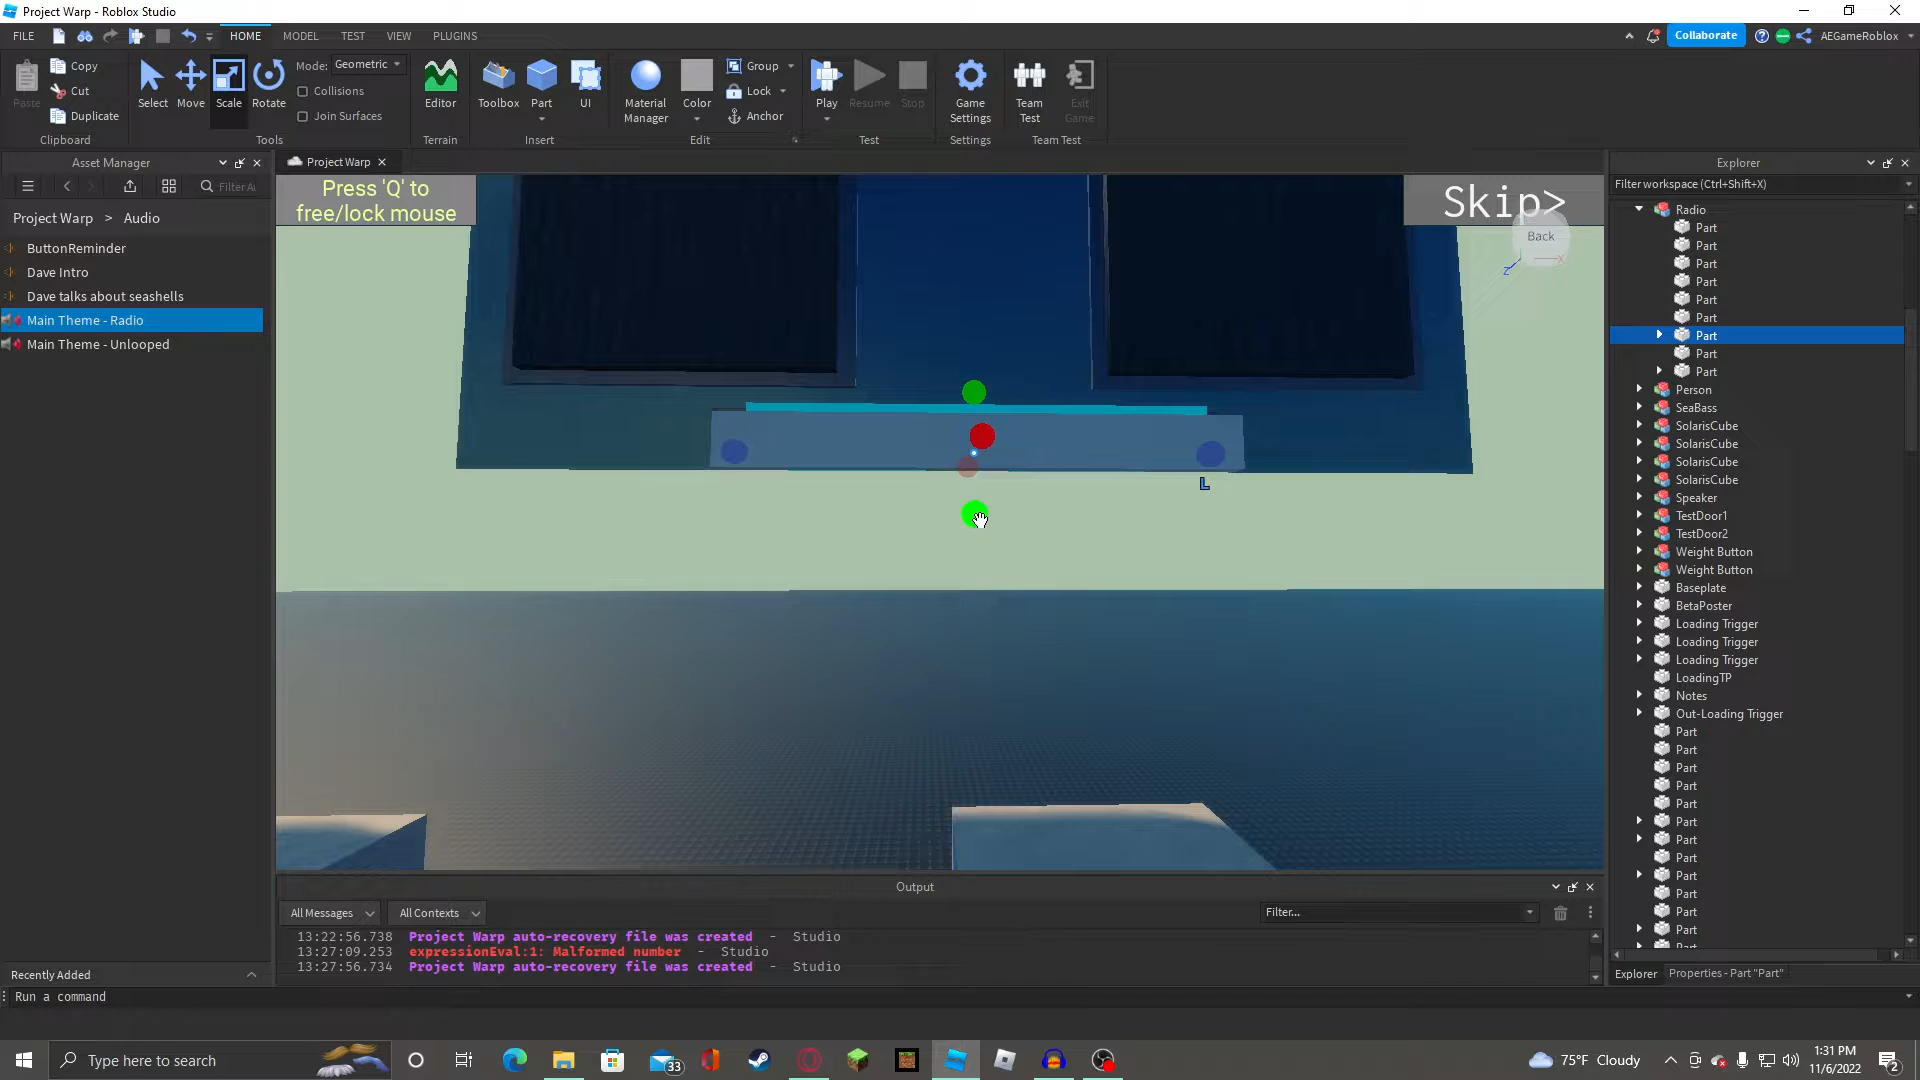 Project Warp - Roblox Studio
FILE HOME MODEL TEST VIEW PLUGINS
Collaborate AEGameRoblox
Paste Copy Cut Duplicate Clipboard
Select Move Scale Rotate Mode: Geometric Collisions Join Surfaces Tools
Editor Terrain
Toolbox Part UI Insert
Material Manager Color Group Lock Anchor Edit
Play Resume Stop Test
Game Settings Settings
Team Test Exit Game Team Test
Asset Manager
Filter Al
Project Warp > Audio
ButtonReminder
Dave Intro
Dave talks about seashells
Main Theme - Radio
Main Theme - Unlooped
Recently Added
Project Warp
Press 'Q' to
free/lock mouse
Skip>
Back
Z X
L
Output
All Messages All Contexts Filter...
13:22:56.738 Project Warp auto-recovery file was created - Studio
13:27:09.253 expressionEval:1: Malformed number - Studio
13:27:56.734 Project Warp auto-recovery file was created - Studio
Explorer
Filter workspace (Ctrl+Shift+X)
Radio
Part
Part
Part
Part
Part
Part
Part
Part
Part
Person
SeaBass
SolarisCube
SolarisCube
SolarisCube
SolarisCube
Speaker
TestDoor1
TestDoor2
Weight Button
Weight Button
Baseplate
BetaPoster
Loading Trigger
Loading Trigger
Loading Trigger
LoadingTP
Notes
Out-Loading Trigger
Part
Part
Part
Part
Part
Part
Part
Part
Part
Part
Part
Part
Part
Explorer Properties - Part "Part"
Run a command
Type here to search
33
75°F Cloudy
1:31 PM
11/6/2022
2